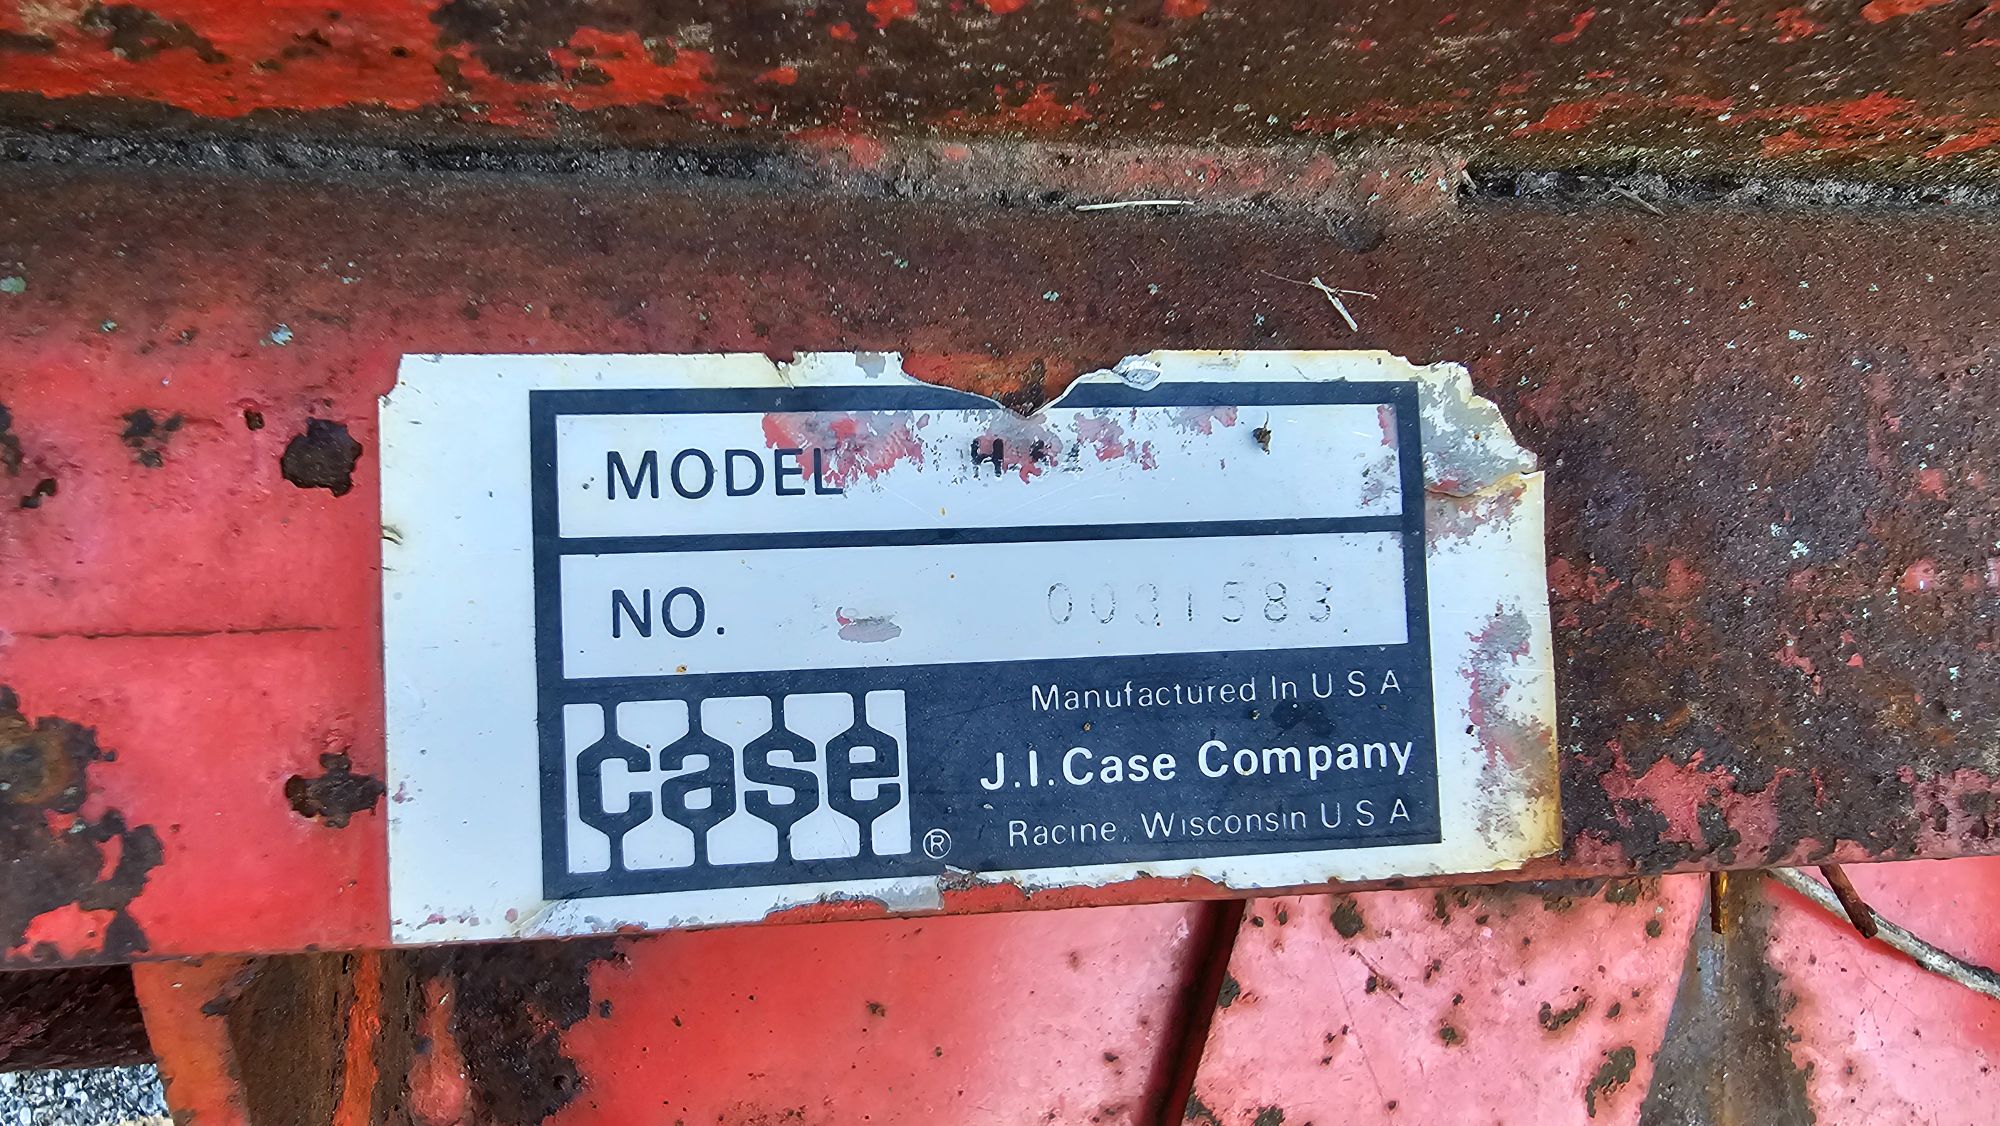 MODEL
NO. 0031583
case ®
Manufactured In U S A
J.I.Case Company
Racine, Wisconsin U S A